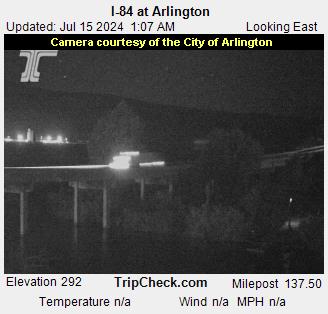 I-84 at Arlington
Updated: Jul 15 2024 1:07 AM Looking East
Camera courtesy of the City of Arlington
Elevation 292 TripCheck.com Milepost 137.50
Temperature n/a Wind n/a MPH n/a